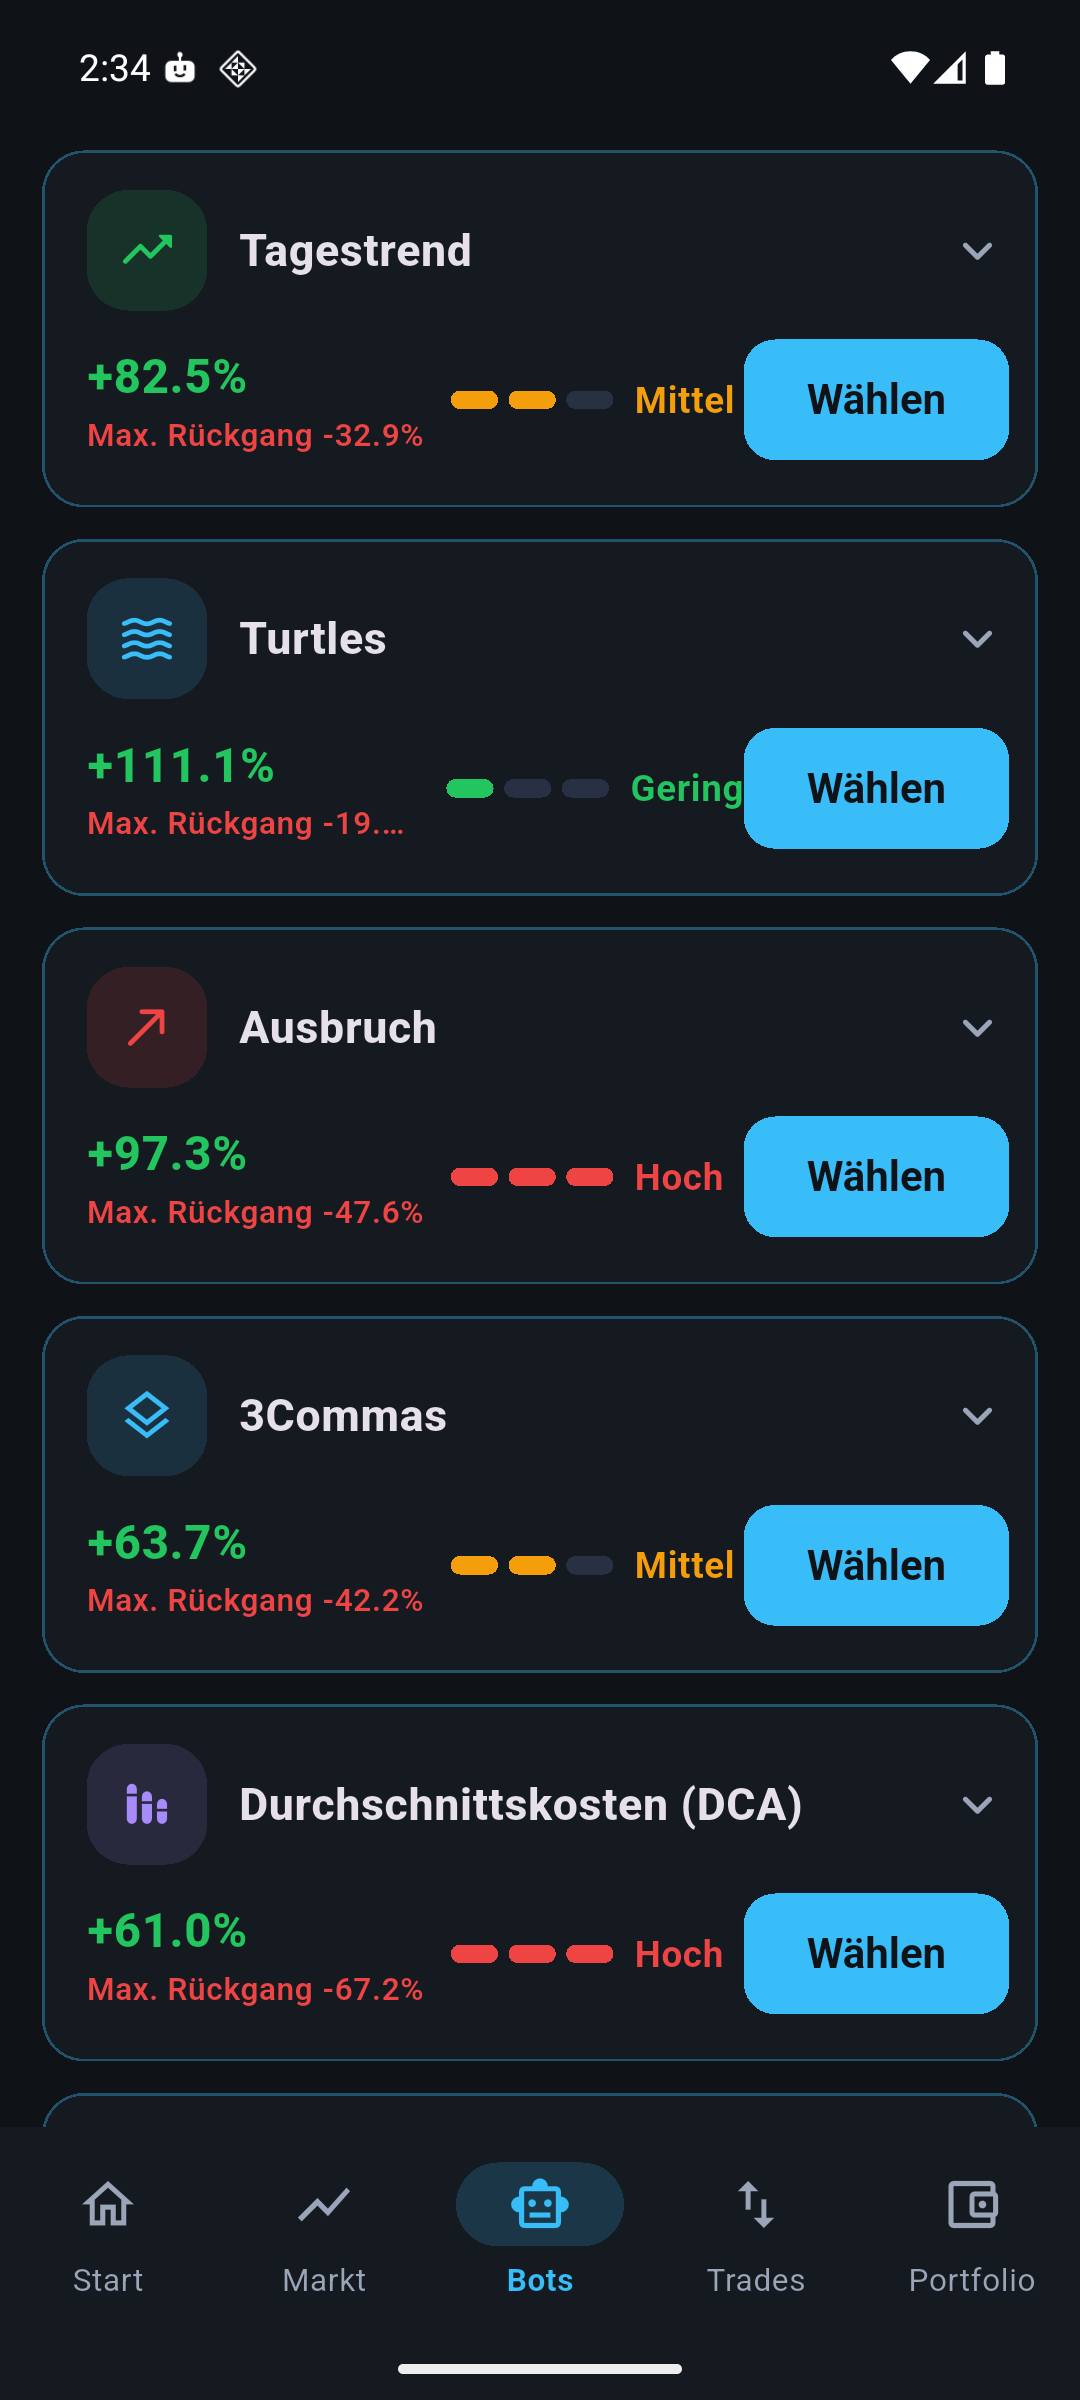 2:34
Tagestrend
+82.5%
Max. Rückgang -32.9%
Mittel
Wählen
Turtles
+111.1%
Max. Rückgang -19.…
Gering
Wählen
Ausbruch
+97.3%
Max. Rückgang -47.6%
Hoch
Wählen
3Commas
+63.7%
Max. Rückgang -42.2%
Mittel
Wählen
Durchschnittskosten (DCA)
+61.0%
Max. Rückgang -67.2%
Hoch
Wählen
Start
Markt
Bots
Trades
Portfolio